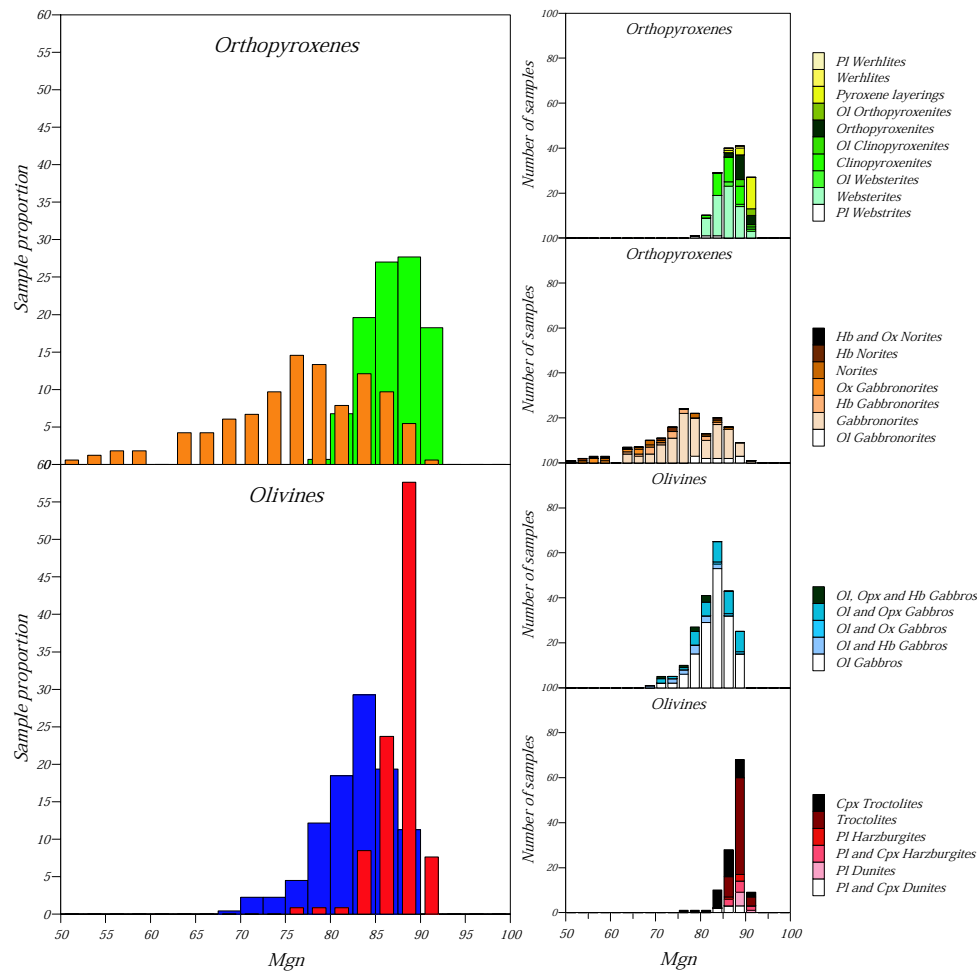 Orthopyroxenes
Sample proportion
60
55
50
45
40
35
30
25
20
15
10
5
0
Olivines
Sample proportion
60
55
50
45
40
35
30
25
20
15
10
5
0
50 55 60 65 70 75 80 85 90 95 100
Mgn
Orthopyroxenes
Number of samples
100
80
60
40
20
Pl Werhlites
Werhlites
Pyroxene layerings
Ol Orthopyroxenites
Orthopyroxenites
Ol Clinopyroxenites
Clinopyroxenites
Ol Websterites
Websterites
Pl Webstrites
Orthopyroxenes
Number of samples
100
80
60
40
20
Hb and Ox Norites
Hb Norites
Norites
Ox Gabbronorites
Hb Gabbronorites
Gabbronorites
Ol Gabbronorites
Olivines
Number of samples
100
80
60
40
20
Ol, Opx and Hb Gabbros
Ol and Opx Gabbros
Ol and Ox Gabbros
Ol and Hb Gabbros
Ol Gabbros
Olivines
Number of samples
100
80
60
40
20
0
Cpx Troctolites
Troctolites
Pl Harzburgites
Pl and Cpx Harzburgites
Pl Dunites
Pl and Cpx Dunites
50 60 70 80 90 100
Mgn